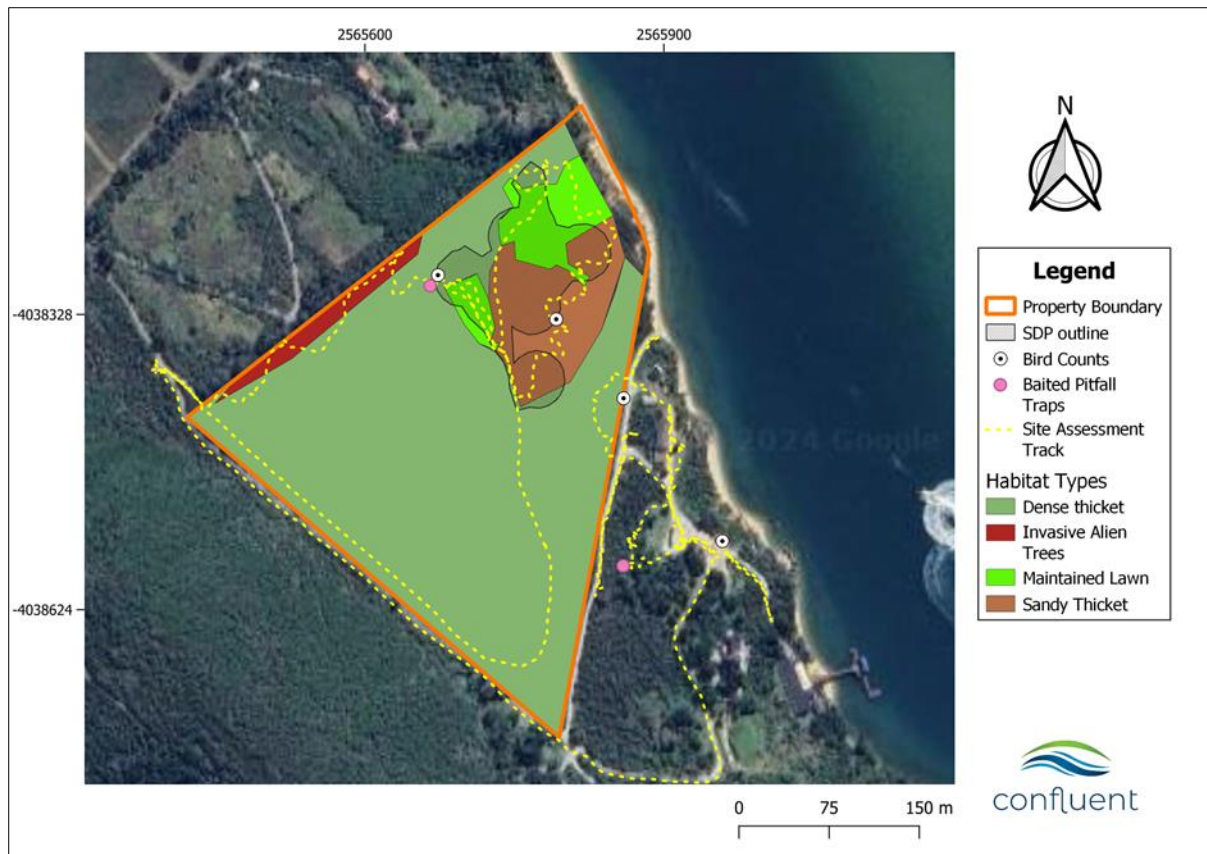 2565600
2565900
N
-4038328
-4038624
2024 Google
Legend
Property Boundary
SDP outline
Bird Counts
Baited Pitfall
Traps
Site Assessment
Track
Habitat Types
Dense thicket
Invasive Alien
Trees
Maintained Lawn
Sandy Thicket
confluent
0 75 150 m